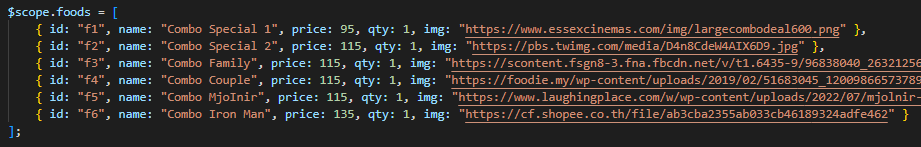 $scope.foods = [
{ id: "f1", name: "Combo Special 1", price: 95, qty: 1, img: "https://www.essexcinemas.com/img/largecombodeal600.png" },
{ id: "f2", name: "Combo Special 2", price: 115, qty: 1, img: "https://pbs.twimg.com/media/D4n8CdeW4AIX6D9.jpg" },
{ id: "f3", name: "Combo Family", price: 115, qty: 1, img: "https://scontent.fsgn8-3.fna.fbcdn.net/v/t1.6435-9/96838040_26321256
{ id: "f4", name: "Combo Couple", price: 115, qty: 1, img: "https://foodie.my/wp-content/uploads/2019/02/51683045_12009866573789
{ id: "f5", name: "Combo MjoInir", price: 115, qty: 1, img: "https://www.laughingplace.com/w/wp-content/uploads/2022/07/mjolnir-
{ id: "f6", name: "Combo Iron Man", price: 135, qty: 1, img: "https://cf.shopee.co.th/file/ab3cba2355ab033cb46189324adfe462" }
];